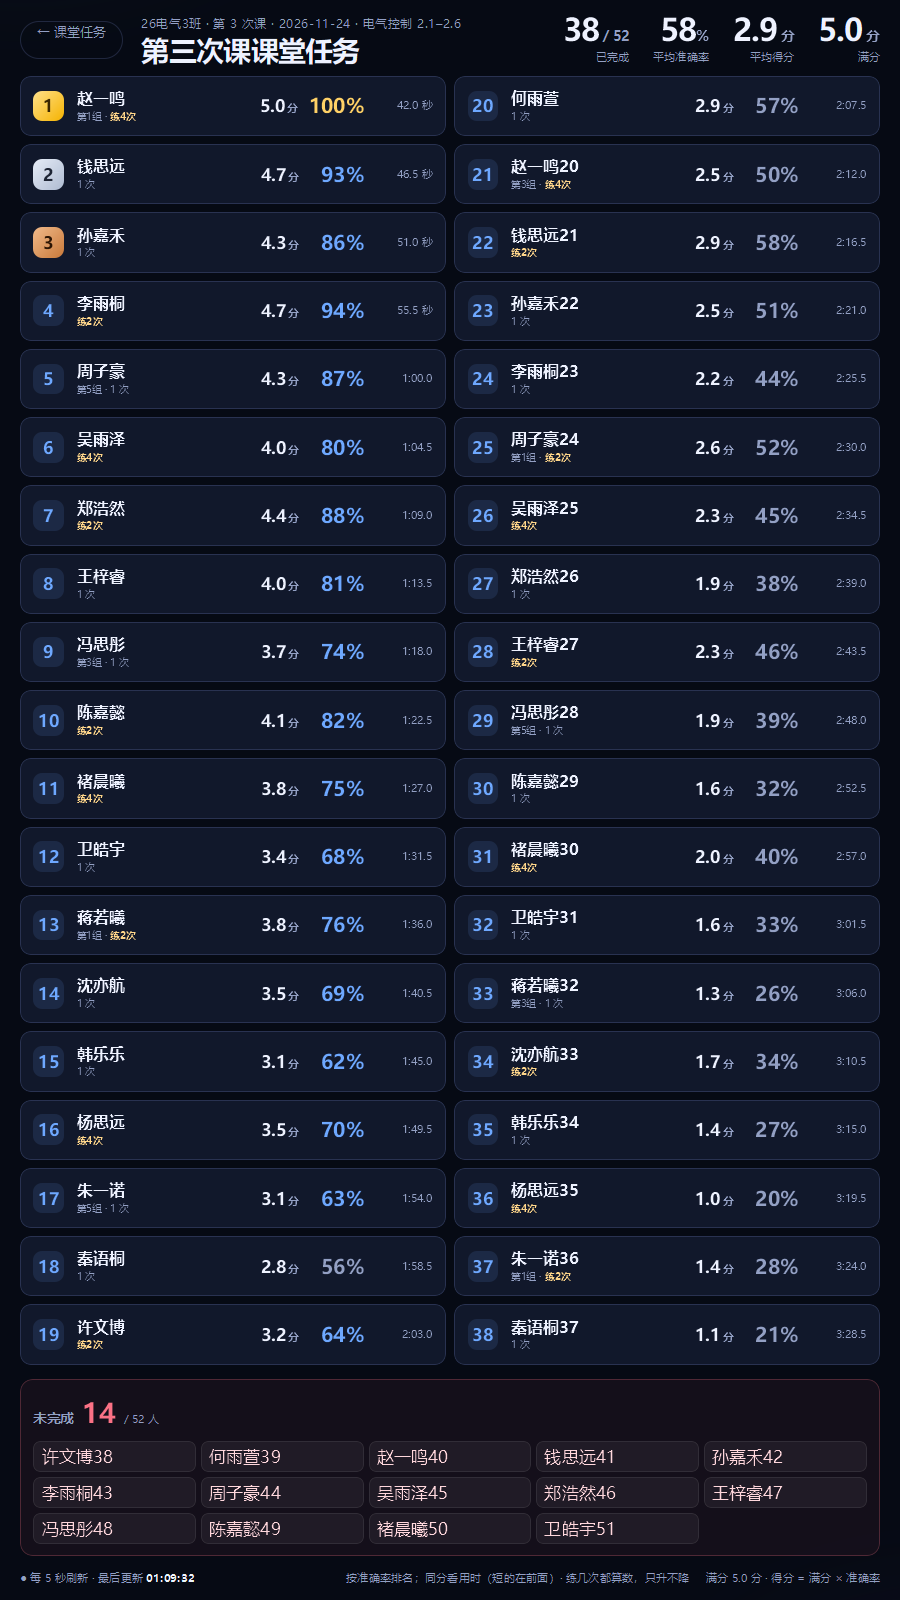 ← 课堂任务
26电气3班 · 第 3 次课 · 2026-11-24 · 电气控制 2.1–2.6
第三次课课堂任务
38 / 52
已完成
58%
平均准确率
2.9 分
平均得分
5.0 分
满分
1 赵一鸣 5.0分 100% 42.0 秒
第1组 · 练4次
2 钱思远 4.7分 93% 46.5 秒
1 次
3 孙嘉禾 4.3分 86% 51.0 秒
1 次
4 李雨桐 4.7分 94% 55.5 秒
练2次
5 周子豪 4.3分 87% 1:00.0
第5组 · 1 次
6 吴雨泽 4.0分 80% 1:04.5
练4次
7 郑浩然 4.4分 88% 1:09.0
练2次
8 王梓睿 4.0分 81% 1:13.5
1 次
9 冯思彤 3.7分 74% 1:18.0
第3组 · 1 次
10 陈嘉懿 4.1分 82% 1:22.5
练2次
11 褚晨曦 3.8分 75% 1:27.0
练4次
12 卫皓宇 3.4分 68% 1:31.5
1 次
13 蒋若曦 3.8分 76% 1:36.0
第1组 · 练2次
14 沈亦航 3.5分 69% 1:40.5
1 次
15 韩乐乐 3.1分 62% 1:45.0
1 次
16 杨思远 3.5分 70% 1:49.5
练4次
17 朱一诺 3.1分 63% 1:54.0
第5组 · 1 次
18 秦语桐 2.8分 56% 1:58.5
1 次
19 许文博 3.2分 64% 2:03.0
练2次
20 何雨萱 2.9分 57% 2:07.5
1 次
21 赵一鸣20 2.5分 50% 2:12.0
第3组 · 练4次
22 钱思远21 2.9分 58% 2:16.5
练2次
23 孙嘉禾22 2.5分 51% 2:21.0
1 次
24 李雨桐23 2.2分 44% 2:25.5
1 次
25 周子豪24 2.6分 52% 2:30.0
第1组 · 练2次
26 吴雨泽25 2.3分 45% 2:34.5
练4次
27 郑浩然26 1.9分 38% 2:39.0
1 次
28 王梓睿27 2.3分 46% 2:43.5
练2次
29 冯思彤28 1.9分 39% 2:48.0
第5组 · 1 次
30 陈嘉懿29 1.6分 32% 2:52.5
1 次
31 褚晨曦30 2.0分 40% 2:57.0
练4次
32 卫皓宇31 1.6分 33% 3:01.5
1 次
33 蒋若曦32 1.3分 26% 3:06.0
第3组 · 1 次
34 沈亦航33 1.7分 34% 3:10.5
练2次
35 韩乐乐34 1.4分 27% 3:15.0
1 次
36 杨思远35 1.0分 20% 3:19.5
练4次
37 朱一诺36 1.4分 28% 3:24.0
第1组 · 练2次
38 秦语桐37 1.1分 21% 3:28.5
1 次
未完成 14 / 52 人
许文博38 何雨萱39 赵一鸣40 钱思远41 孙嘉禾42
李雨桐43 周子豪44 吴雨泽45 郑浩然46 王梓睿47
冯思彤48 陈嘉懿49 褚晨曦50 卫皓宇51
● 每 5 秒刷新 · 最后更新 01:09:32
按准确率排名；同分看用时（短的在前面）· 练几次都算数，只升不降 满分 5.0 分 · 得分 = 满分 × 准确率